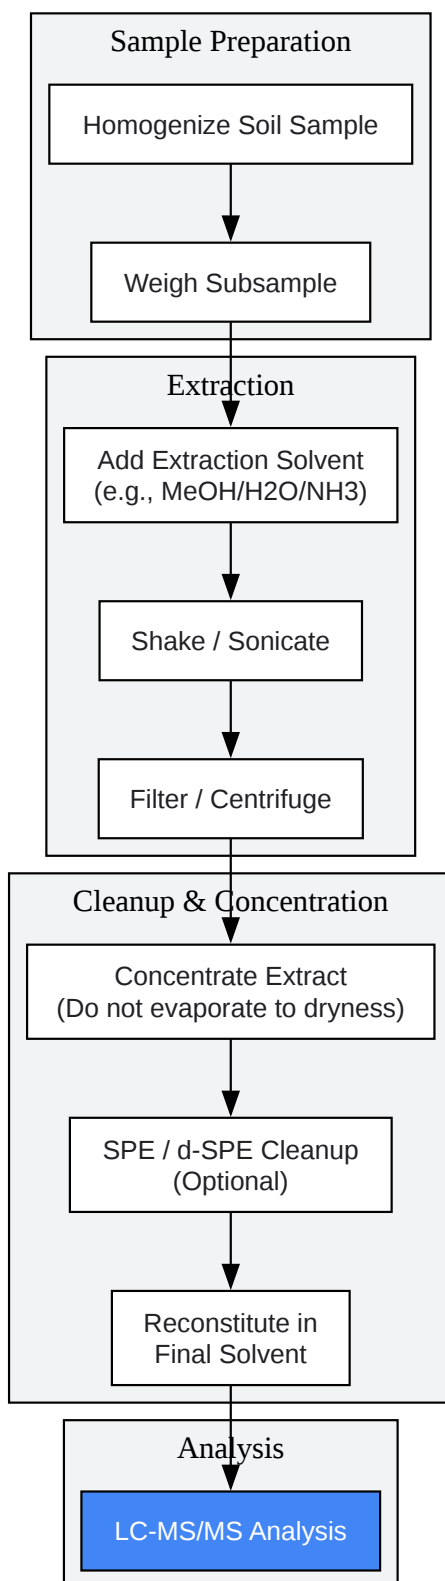 Sample Preparation
Homogenize Soil Sample
Weigh Subsample
Extraction
Add Extraction Solvent
(e.g., MeOH/H2O/NH3)
Shake / Sonicate
Filter / Centrifuge
Cleanup & Concentration
Concentrate Extract
(Do not evaporate to dryness)
SPE / d-SPE Cleanup
(Optional)
Reconstitute in
Final Solvent
Analysis
LC-MS/MS Analysis